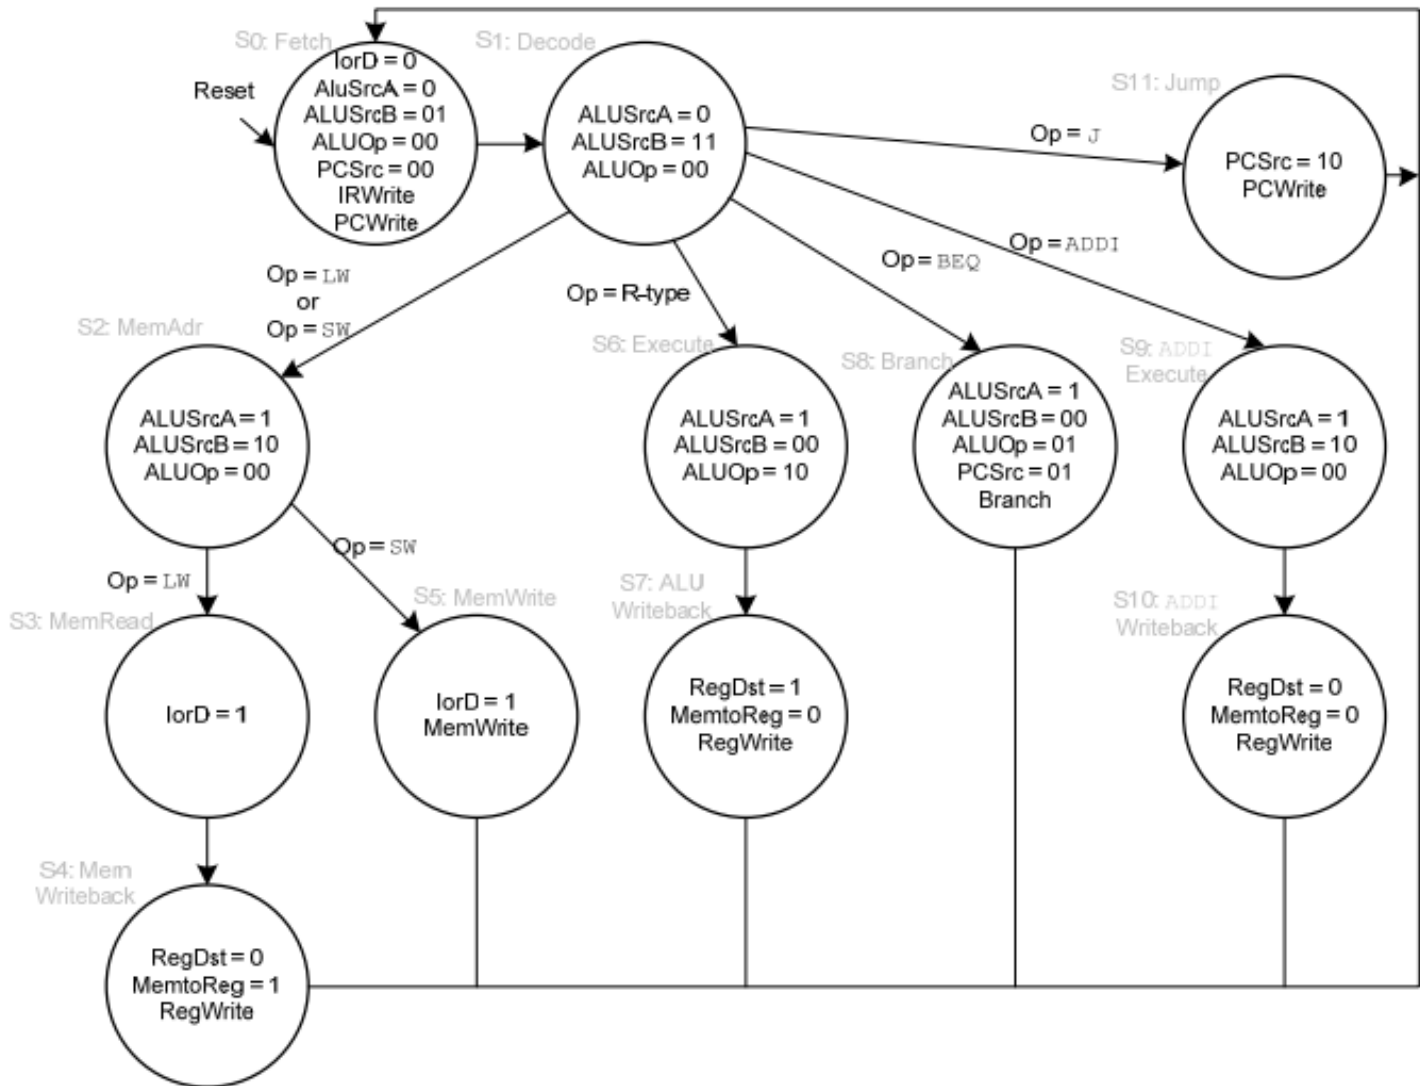 S0: Fetch
Reset
IorD = 0
AluSrcA = 0
ALUSrcB = 01
ALUOp = 00
PCSrc = 00
IRWrite
PCWrite
S1: Decode
ALUSrcA = 0
ALUSrcB = 11
ALUOp = 00
S11: Jump
Op = J
PCSrc = 10
PCWrite
Op = LW
or
Op = SW
Op = R-type
Op = BEQ
Op = ADDI
S2: MemAdr
ALUSrcA = 1
ALUSrcB = 10
ALUOp = 00
S6: Execute
ALUSrcA = 1
ALUSrcB = 00
ALUOp = 10
S8: Branch
ALUSrcA = 1
ALUSrcB = 00
ALUOp = 01
PCSrc = 01
Branch
S9: ADDI
Execute
ALUSrcA = 1
ALUSrcB = 10
ALUOp = 00
Op = LW
Op = SW
S3: MemRead
IorD = 1
S5: MemWrite
IorD = 1
MemWrite
S7: ALU
Writeback
RegDst = 1
MemtoReg = 0
RegWrite
S10: ADDI
Writeback
RegDst = 0
MemtoReg = 0
RegWrite
S4: Mem
Writeback
RegDst = 0
MemtoReg = 1
RegWrite